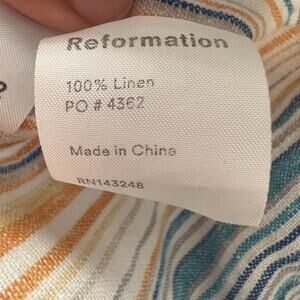 Reformation
100% Linen
PO # 4362
Made in China
RN143248